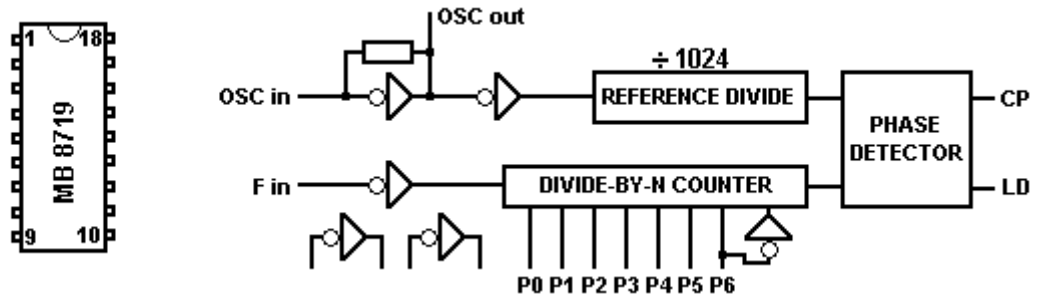 OSC out
1 18
÷ 1024
OSC in
REFERENCE DIVIDE
CP
MB 8719
PHASE
DETECTOR
F in
DIVIDE-BY-N COUNTER
LD
9 10
P0 P1 P2 P3 P4 P5 P6